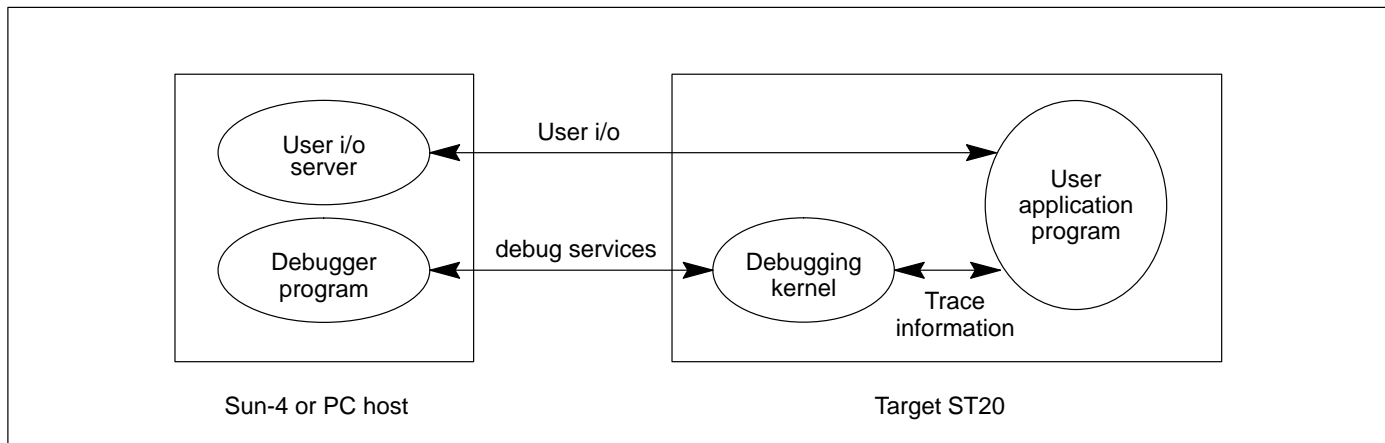 User i/o
server
User i/o
User
application
program
Debugger
program
debug services
Debugging
kernel
Trace
information
Sun-4 or PC host
Target ST20